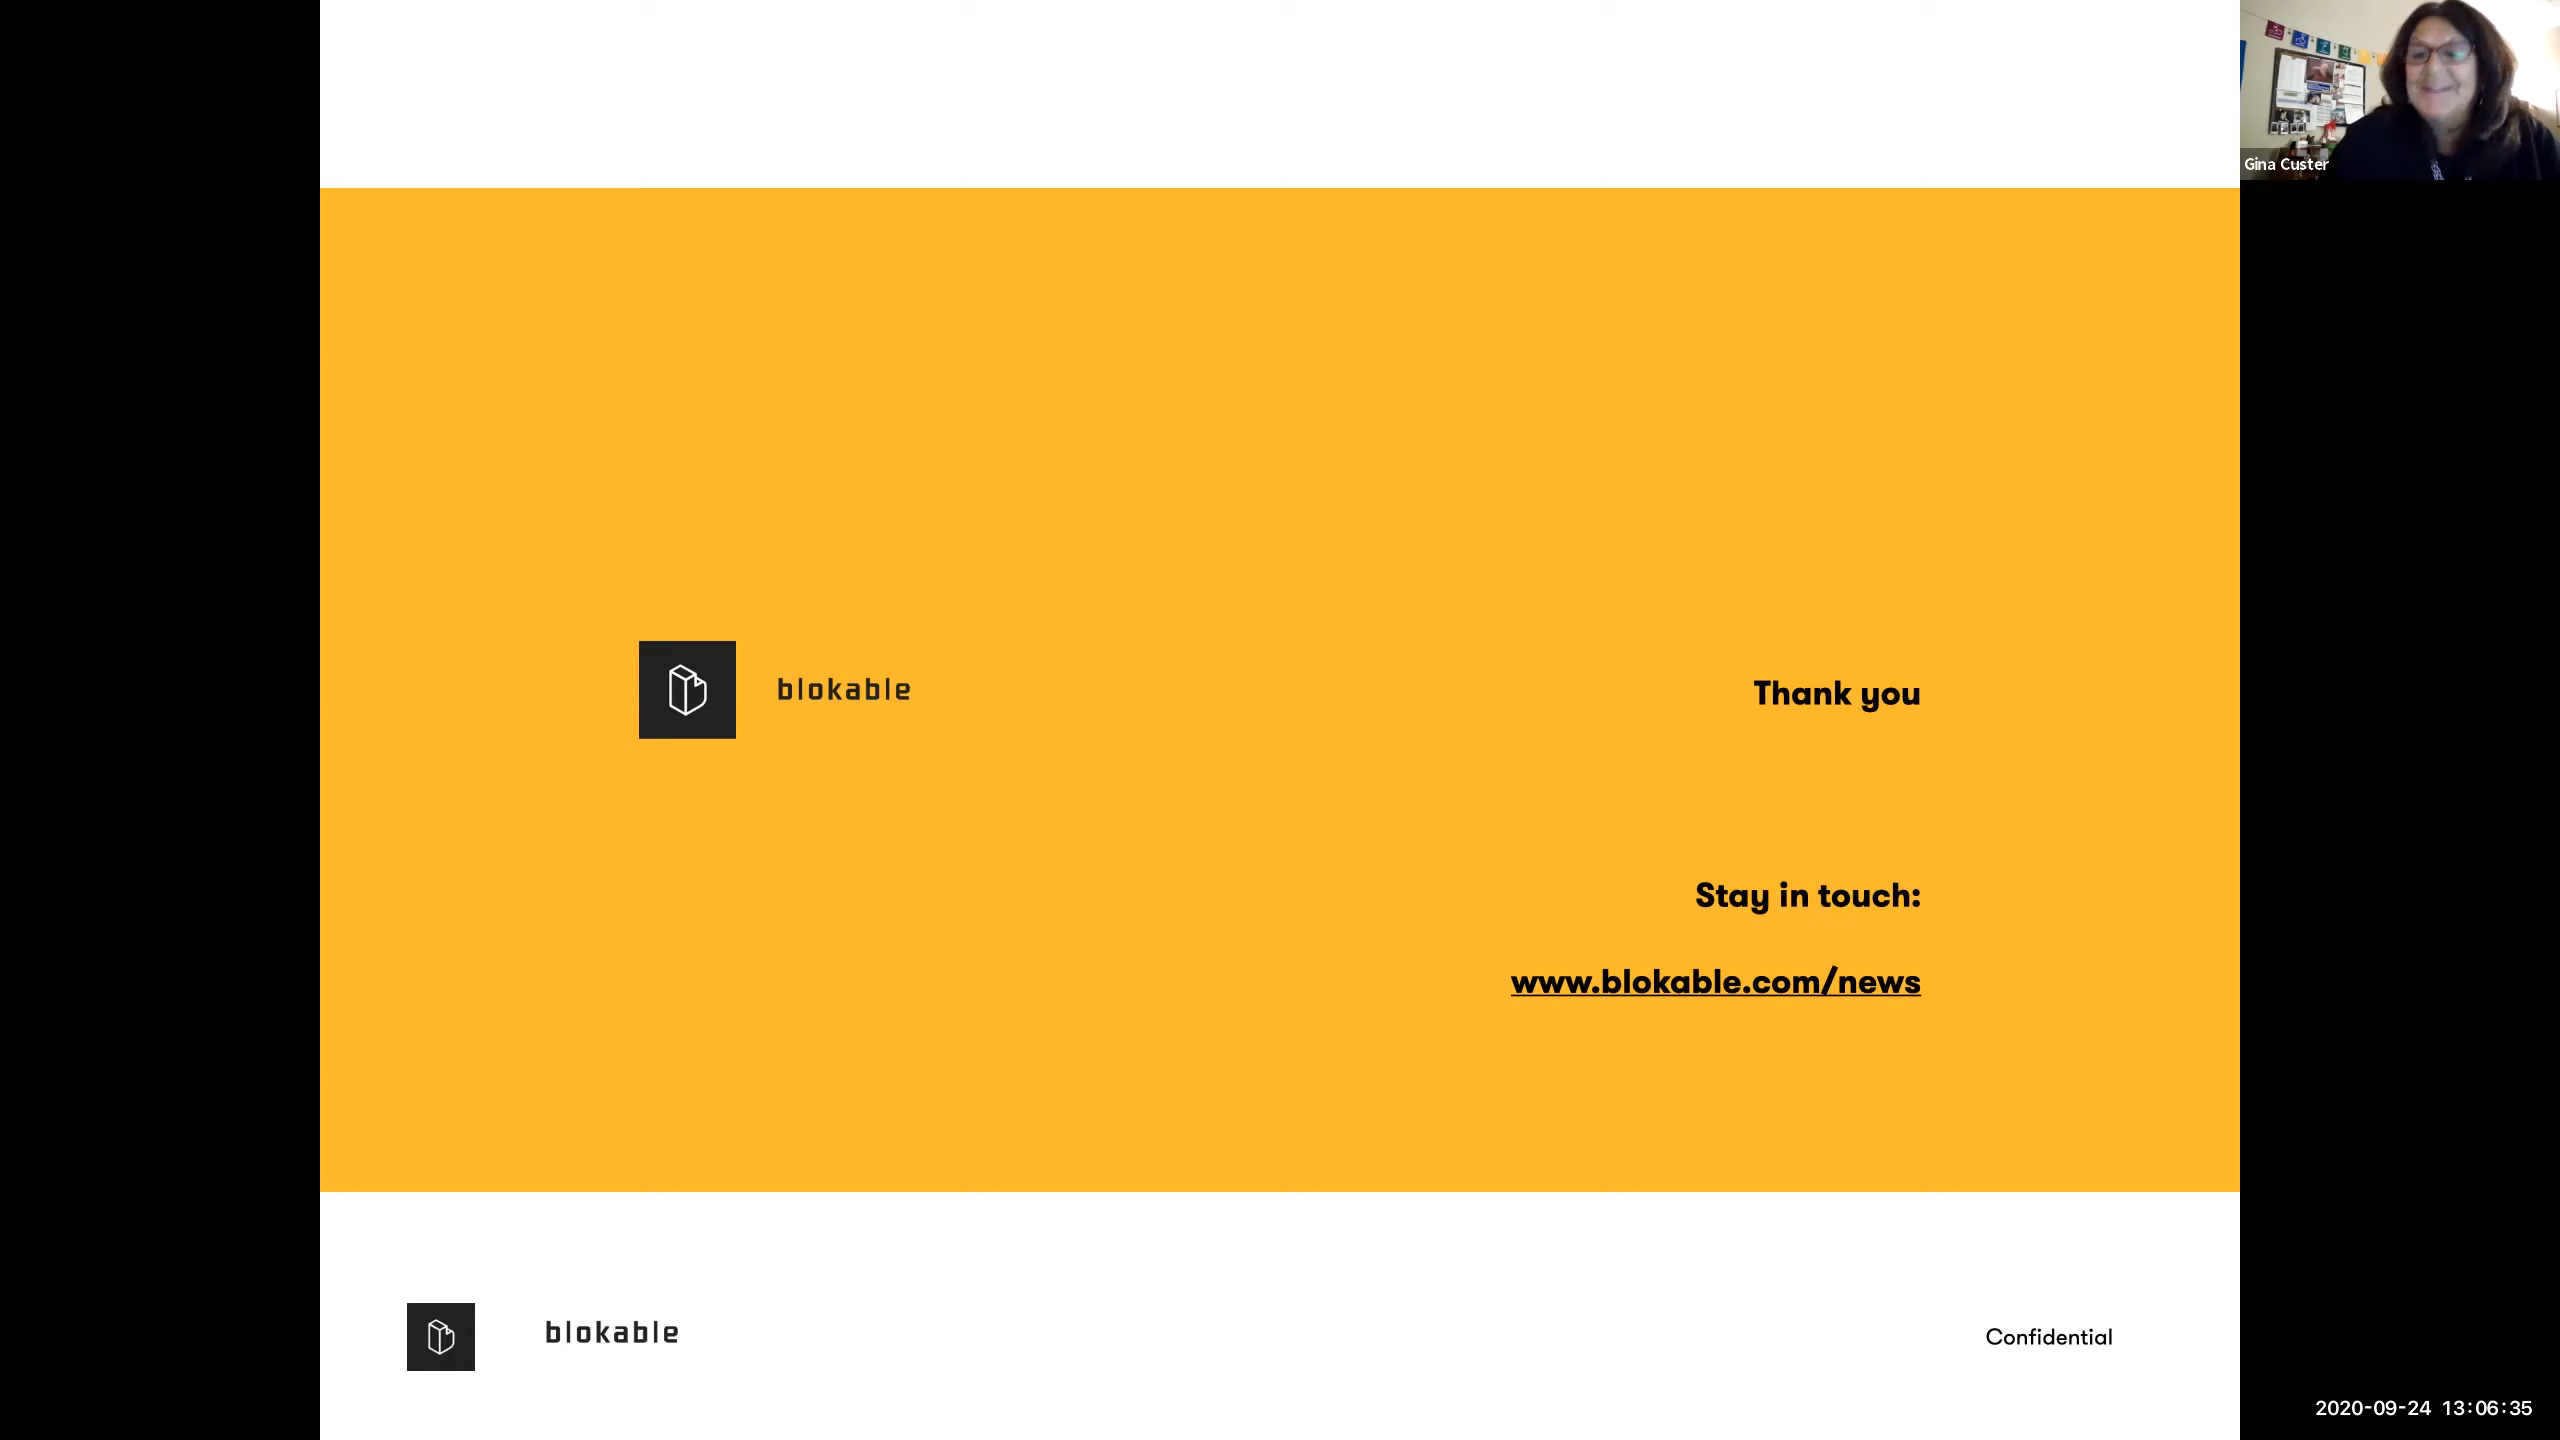 Gina Custer
blokable
Thank you
Stay in touch:
www.blokable.com/news
blokable
Confidential
2020-09-24 13:06:35